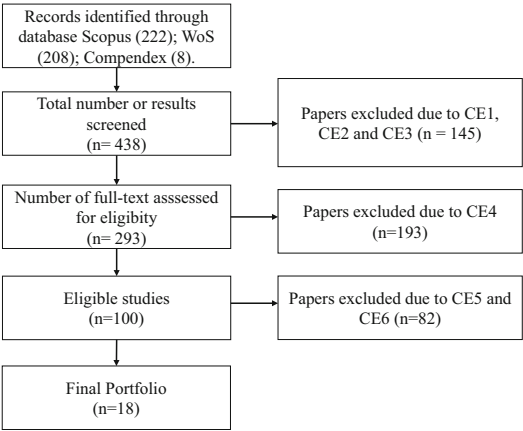 Records identified through
database Scopus (222); WoS
(208); Compendex (8).
Total number or results
screened
(n= 438)
Papers excluded due to CE1,
CE2 and CE3 (n = 145)
Number of full-text asssessed
for eligibity
(n= 293)
Papers excluded due to CE4
(n=193)
Eligible studies
(n=100)
Papers excluded due to CE5 and
CE6 (n=82)
Final Portfolio
(n=18)